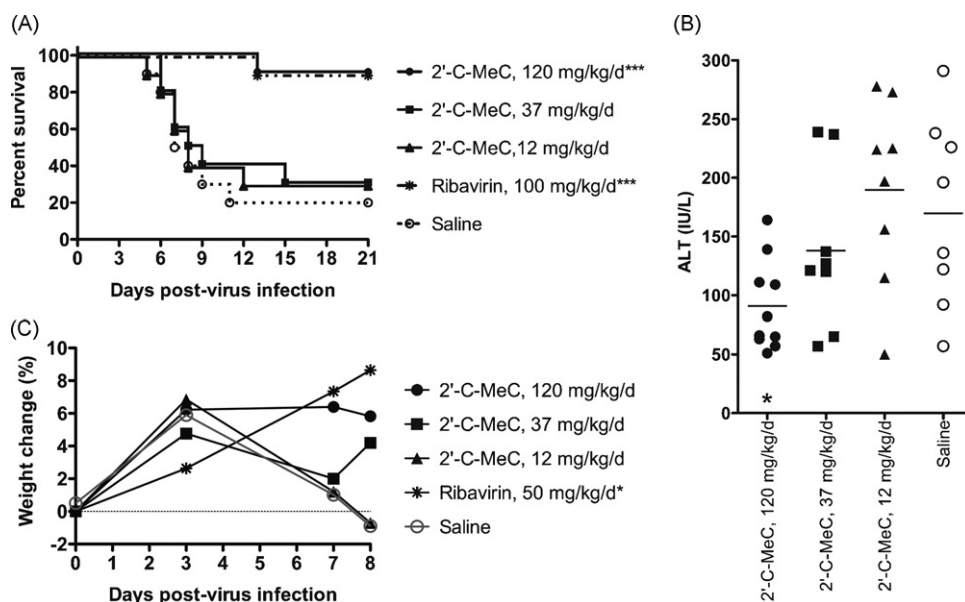 (A)
100
80
60
40
20
0
Percent survival
0 3 6 9 12 15 18 21
Days post-virus infection
2'-C-MeC, 120 mg/kg/d***
2'-C-MeC, 37 mg/kg/d
2'-C-MeC,12 mg/kg/d
Ribavirin, 100 mg/kg/d***
Saline
(B)
300
250
200
150
100
50
0
ALT (IU/L)
*
2'-C-MeC, 120 mg/kg/d
2'-C-MeC, 37 mg/kg/d
2'-C-MeC, 12 mg/kg/d
Saline
(C)
10
8
6
4
2
0
-2
Weight change (%)
0 1 2 3 4 5 6 7 8
Days post-virus infection
2'-C-MeC, 120 mg/kg/d
2'-C-MeC, 37 mg/kg/d
2'-C-MeC, 12 mg/kg/d
Ribavirin, 50 mg/kg/d*
Saline